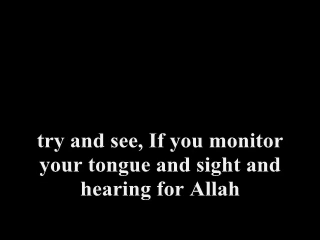 try and see, If you monitor
your tongue and sight and
hearing for Allah